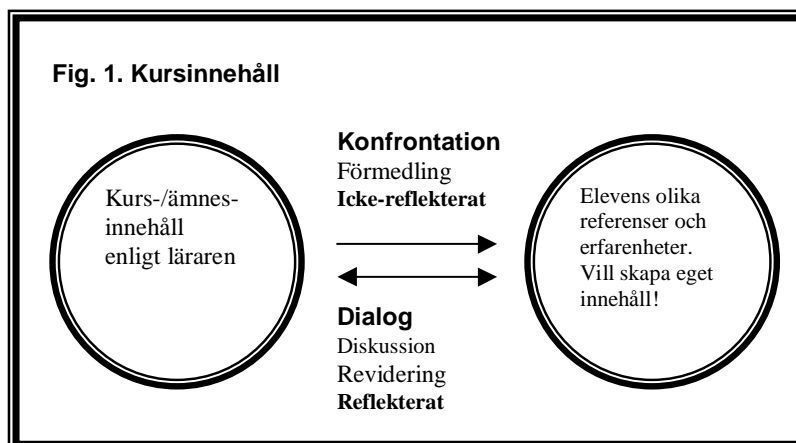 Fig. 1. Kursinnehåll
Kurs-/ämnes-
innehåll
enligt läraren
Konfrontation
Förmedling
Icke-reflekterat
Dialog
Diskussion
Revidering
Reflekterat
Elevens olika
referenser och
erfarenheter.
Vill skapa eget
innehåll!